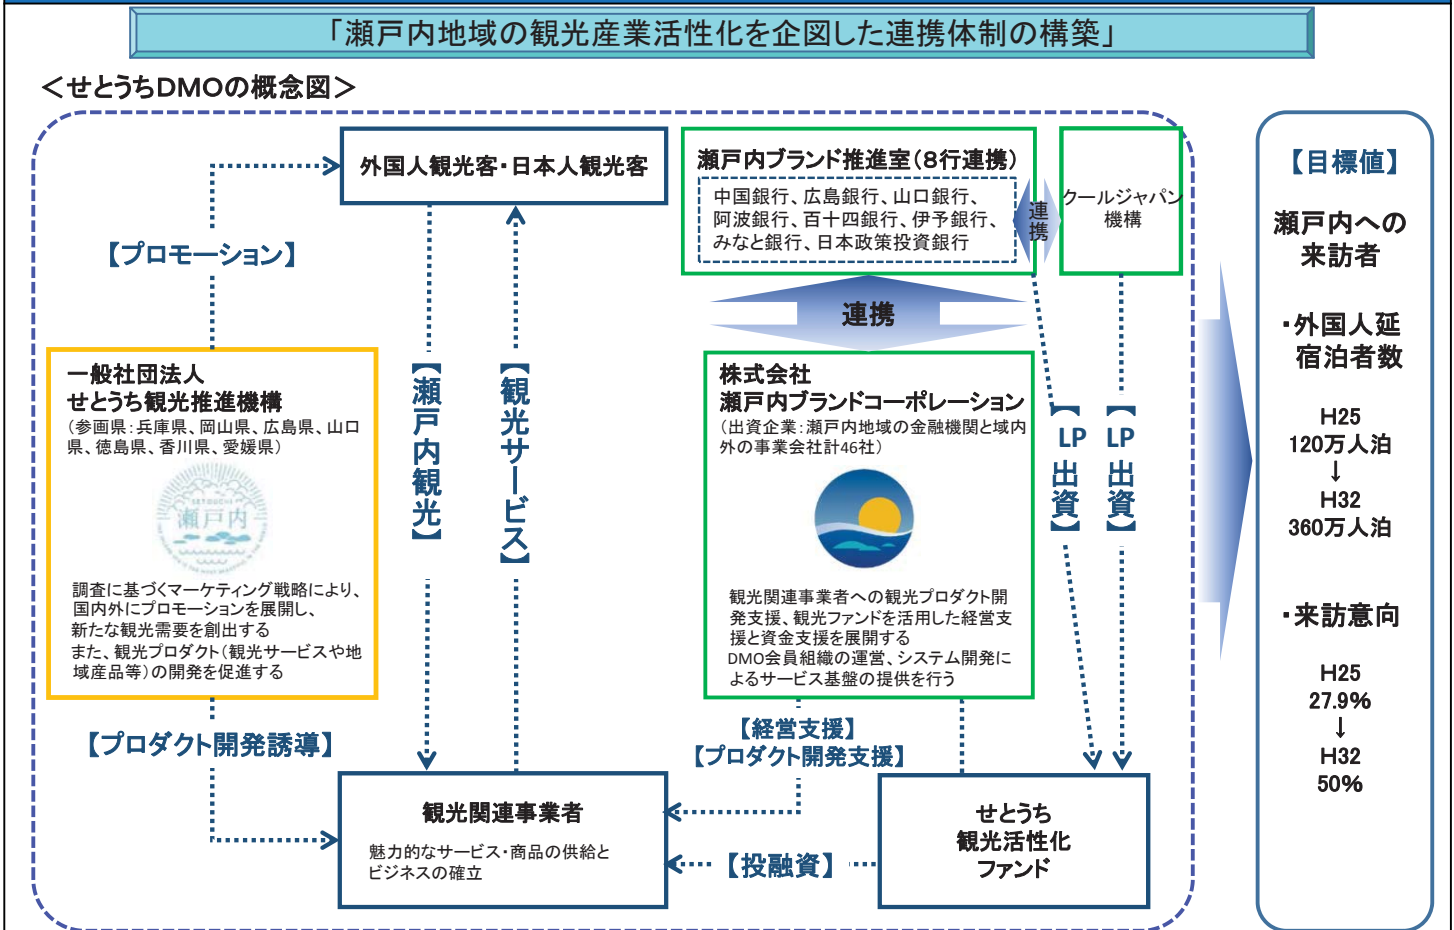 「瀬戸内地域の観光産業活性化を企図した連携体制の構築」
＜せとうちDMOの概念図＞
外国人観光客・日本人観光客
【プロモーション】
瀬戸内ブランド推進室(8行連携)
中国銀行、広島銀行、山口銀行、
阿波銀行、百十四銀行、伊予銀行、
みなと銀行、日本政策投資銀行
連携
クールジャパン
機構
連携
一般社団法人
せとうち観光推進機構
(参画県:兵庫県、岡山県、広島県、山口
県、徳島県、香川県、愛媛県)
SETOUCHI
瀬戸内
調査に基づくマーケティング戦略により、
国内外にプロモーションを展開し、
新たな観光需要を創出する
また、観光プロダクト(観光サービスや地
域産品等)の開発を促進する
【瀬戸内観光】
【観光サービス】
株式会社
瀬戸内ブランドコーポレーション
(出資企業:瀬戸内地域の金融機関と域内
外の事業会社計46社)
観光関連事業者への観光プロダクト開
発支援、観光ファンドを活用した経営支
援と資金支援を展開する
DMO会員組織の運営、システム開発に
よるサービス基盤の提供を行う
【LP出資】
【LP出資】
【プロダクト開発誘導】
【経営支援】
【プロダクト開発支援】
観光関連事業者
魅力的なサービス・商品の供給と
ビジネスの確立
【投融資】
せとうち
観光活性化
ファンド
【目標値】
瀬戸内への
来訪者
・外国人延
宿泊者数
H25
120万人泊
↓
H32
360万人泊
・来訪意向
H25
27.9%
↓
H32
50%